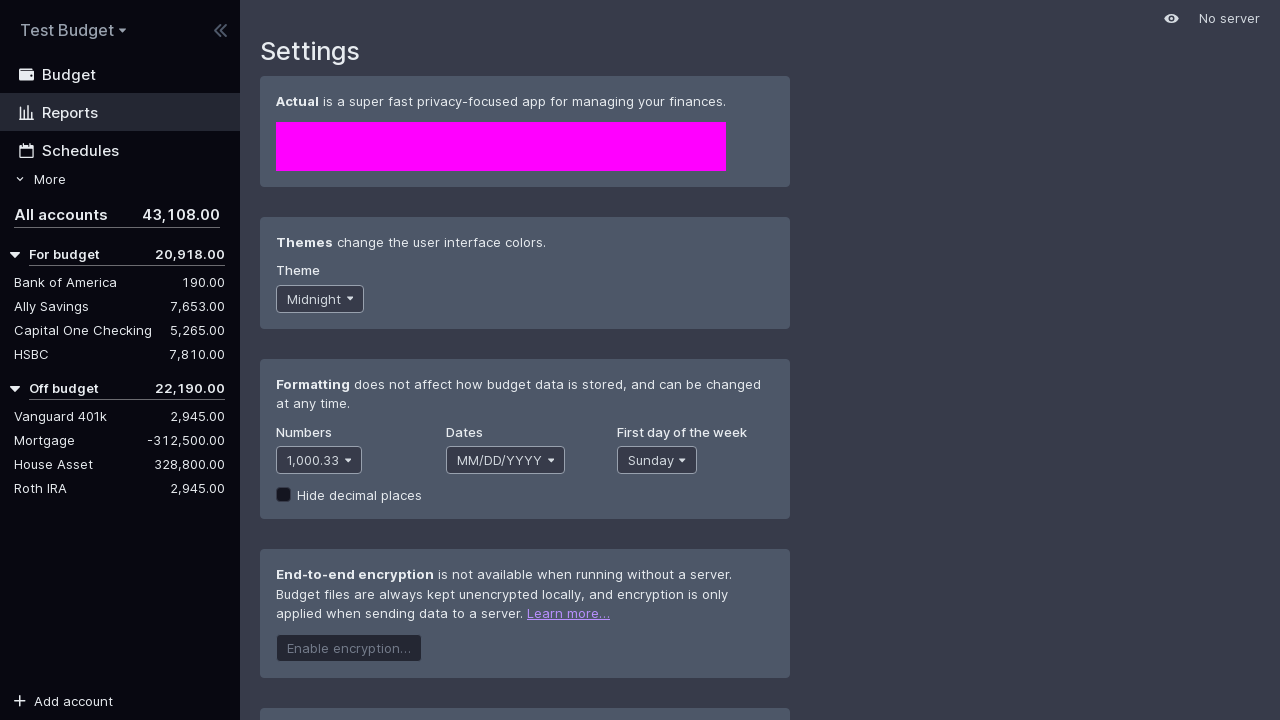 Test Budget
No server
Settings
Budget
Reports
Schedules
More
All accounts 43,108.00
For budget 20,918.00
Bank of America 190.00
Ally Savings 7,653.00
Capital One Checking 5,265.00
HSBC 7,810.00
Off budget 22,190.00
Vanguard 401k 2,945.00
Mortgage -312,500.00
House Asset 328,800.00
Roth IRA 2,945.00
Add account
Actual is a super fast privacy-focused app for managing your finances.
Themes change the user interface colors.
Theme
Midnight
Formatting does not affect how budget data is stored, and can be changed
at any time.
Numbers Dates First day of the week
1,000.33 MM/DD/YYYY Sunday
Hide decimal places
End-to-end encryption is not available when running without a server.
Budget files are always kept unencrypted locally, and encryption is only
applied when sending data to a server. Learn more…
Enable encryption…